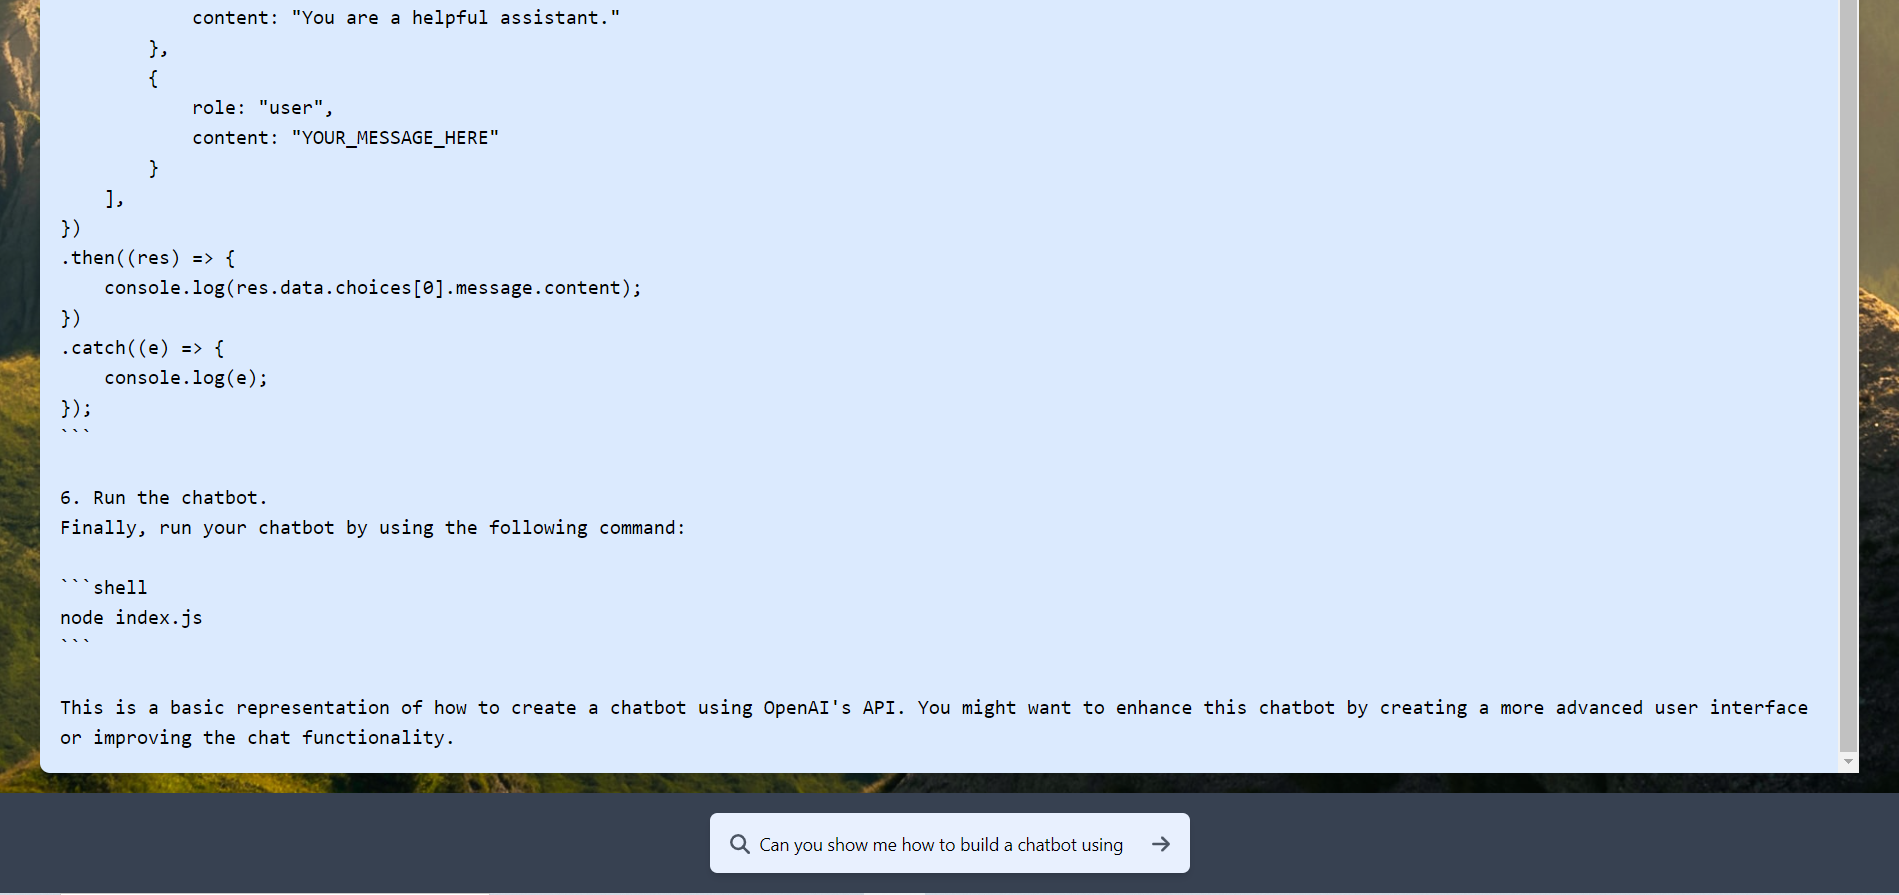 content: "You are a helpful assistant."
},
{
role: "user",
content: "YOUR_MESSAGE_HERE"
}
],
})
.then((res) => {
console.log(res.data.choices[0].message.content);
})
.catch((e) => {
console.log(e);
});
```
6. Run the chatbot.
Finally, run your chatbot by using the following command:
```shell
node index.js
```
This is a basic representation of how to create a chatbot using OpenAI's API. You might want to enhance this chatbot by creating a more advanced user interface
or improving the chat functionality.
Can you show me how to build a chatbot using